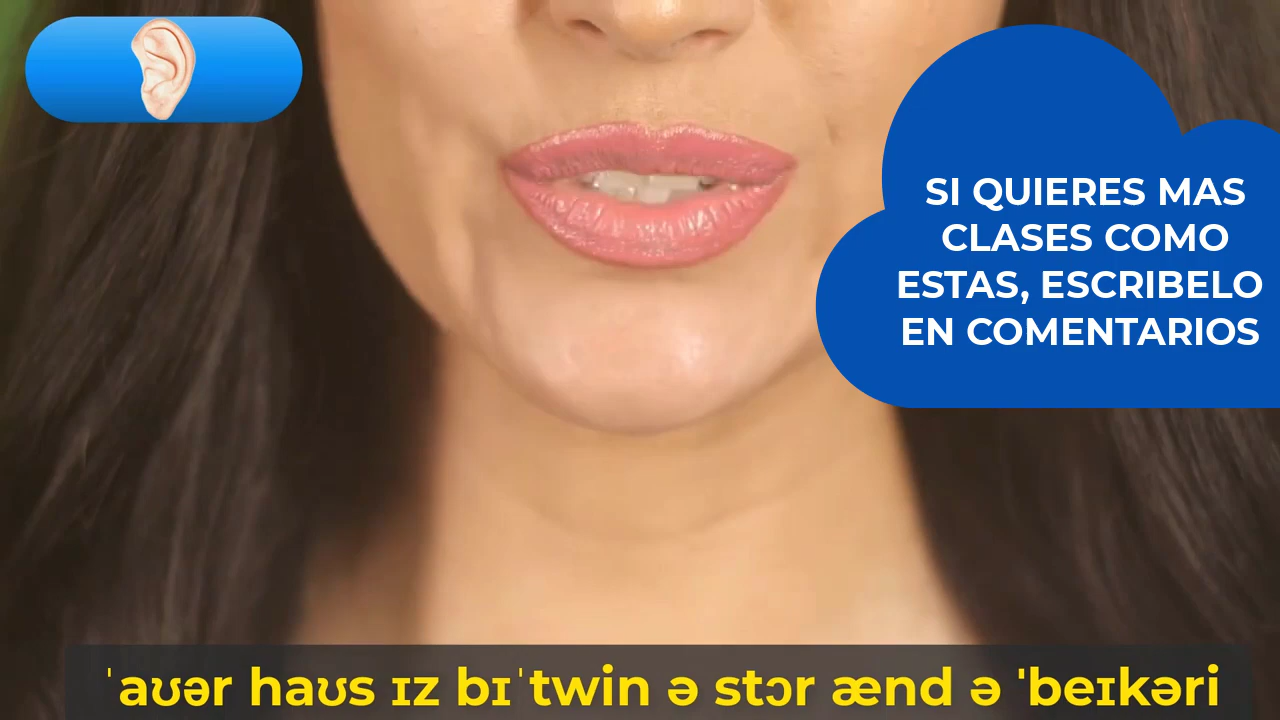 SI QUIERES MAS
CLASES COMO
ESTAS, ESCRIBELO
EN COMENTARIOS
ˈaʊər haʊs ɪz bɪˈtwin ə stɔr ænd ə ˈbeɪkəri